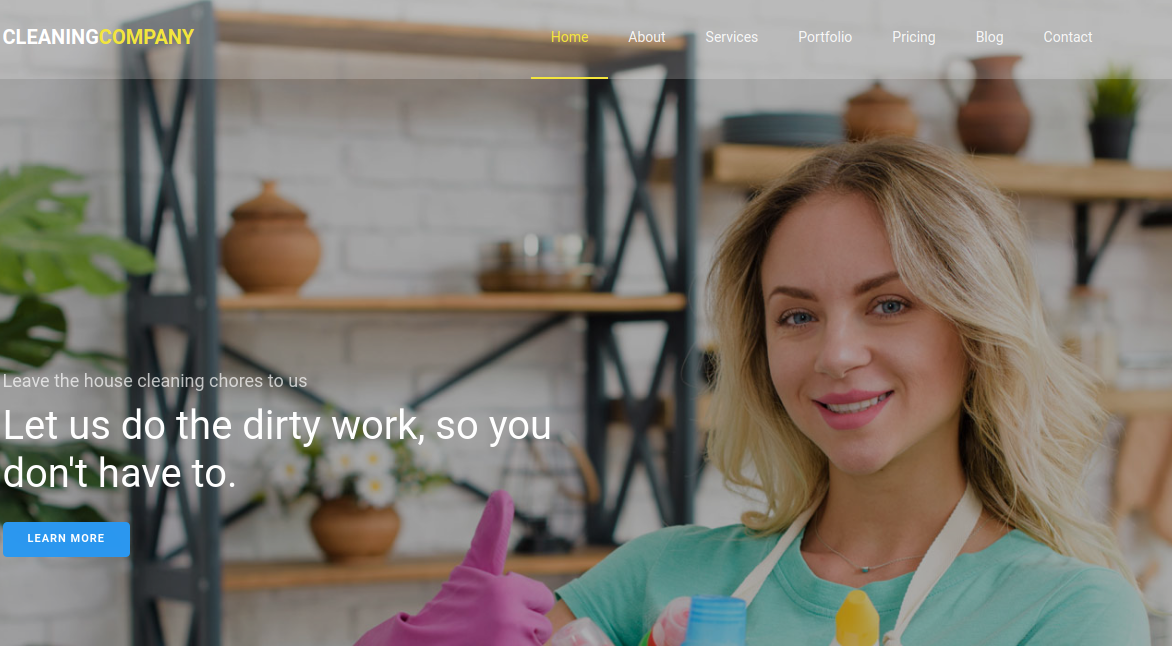 CLEANINGCOMPANY
Home About Services Portfolio Pricing Blog Contact
Leave the house cleaning chores to us
Let us do the dirty work, so you
don't have to.
LEARN MORE